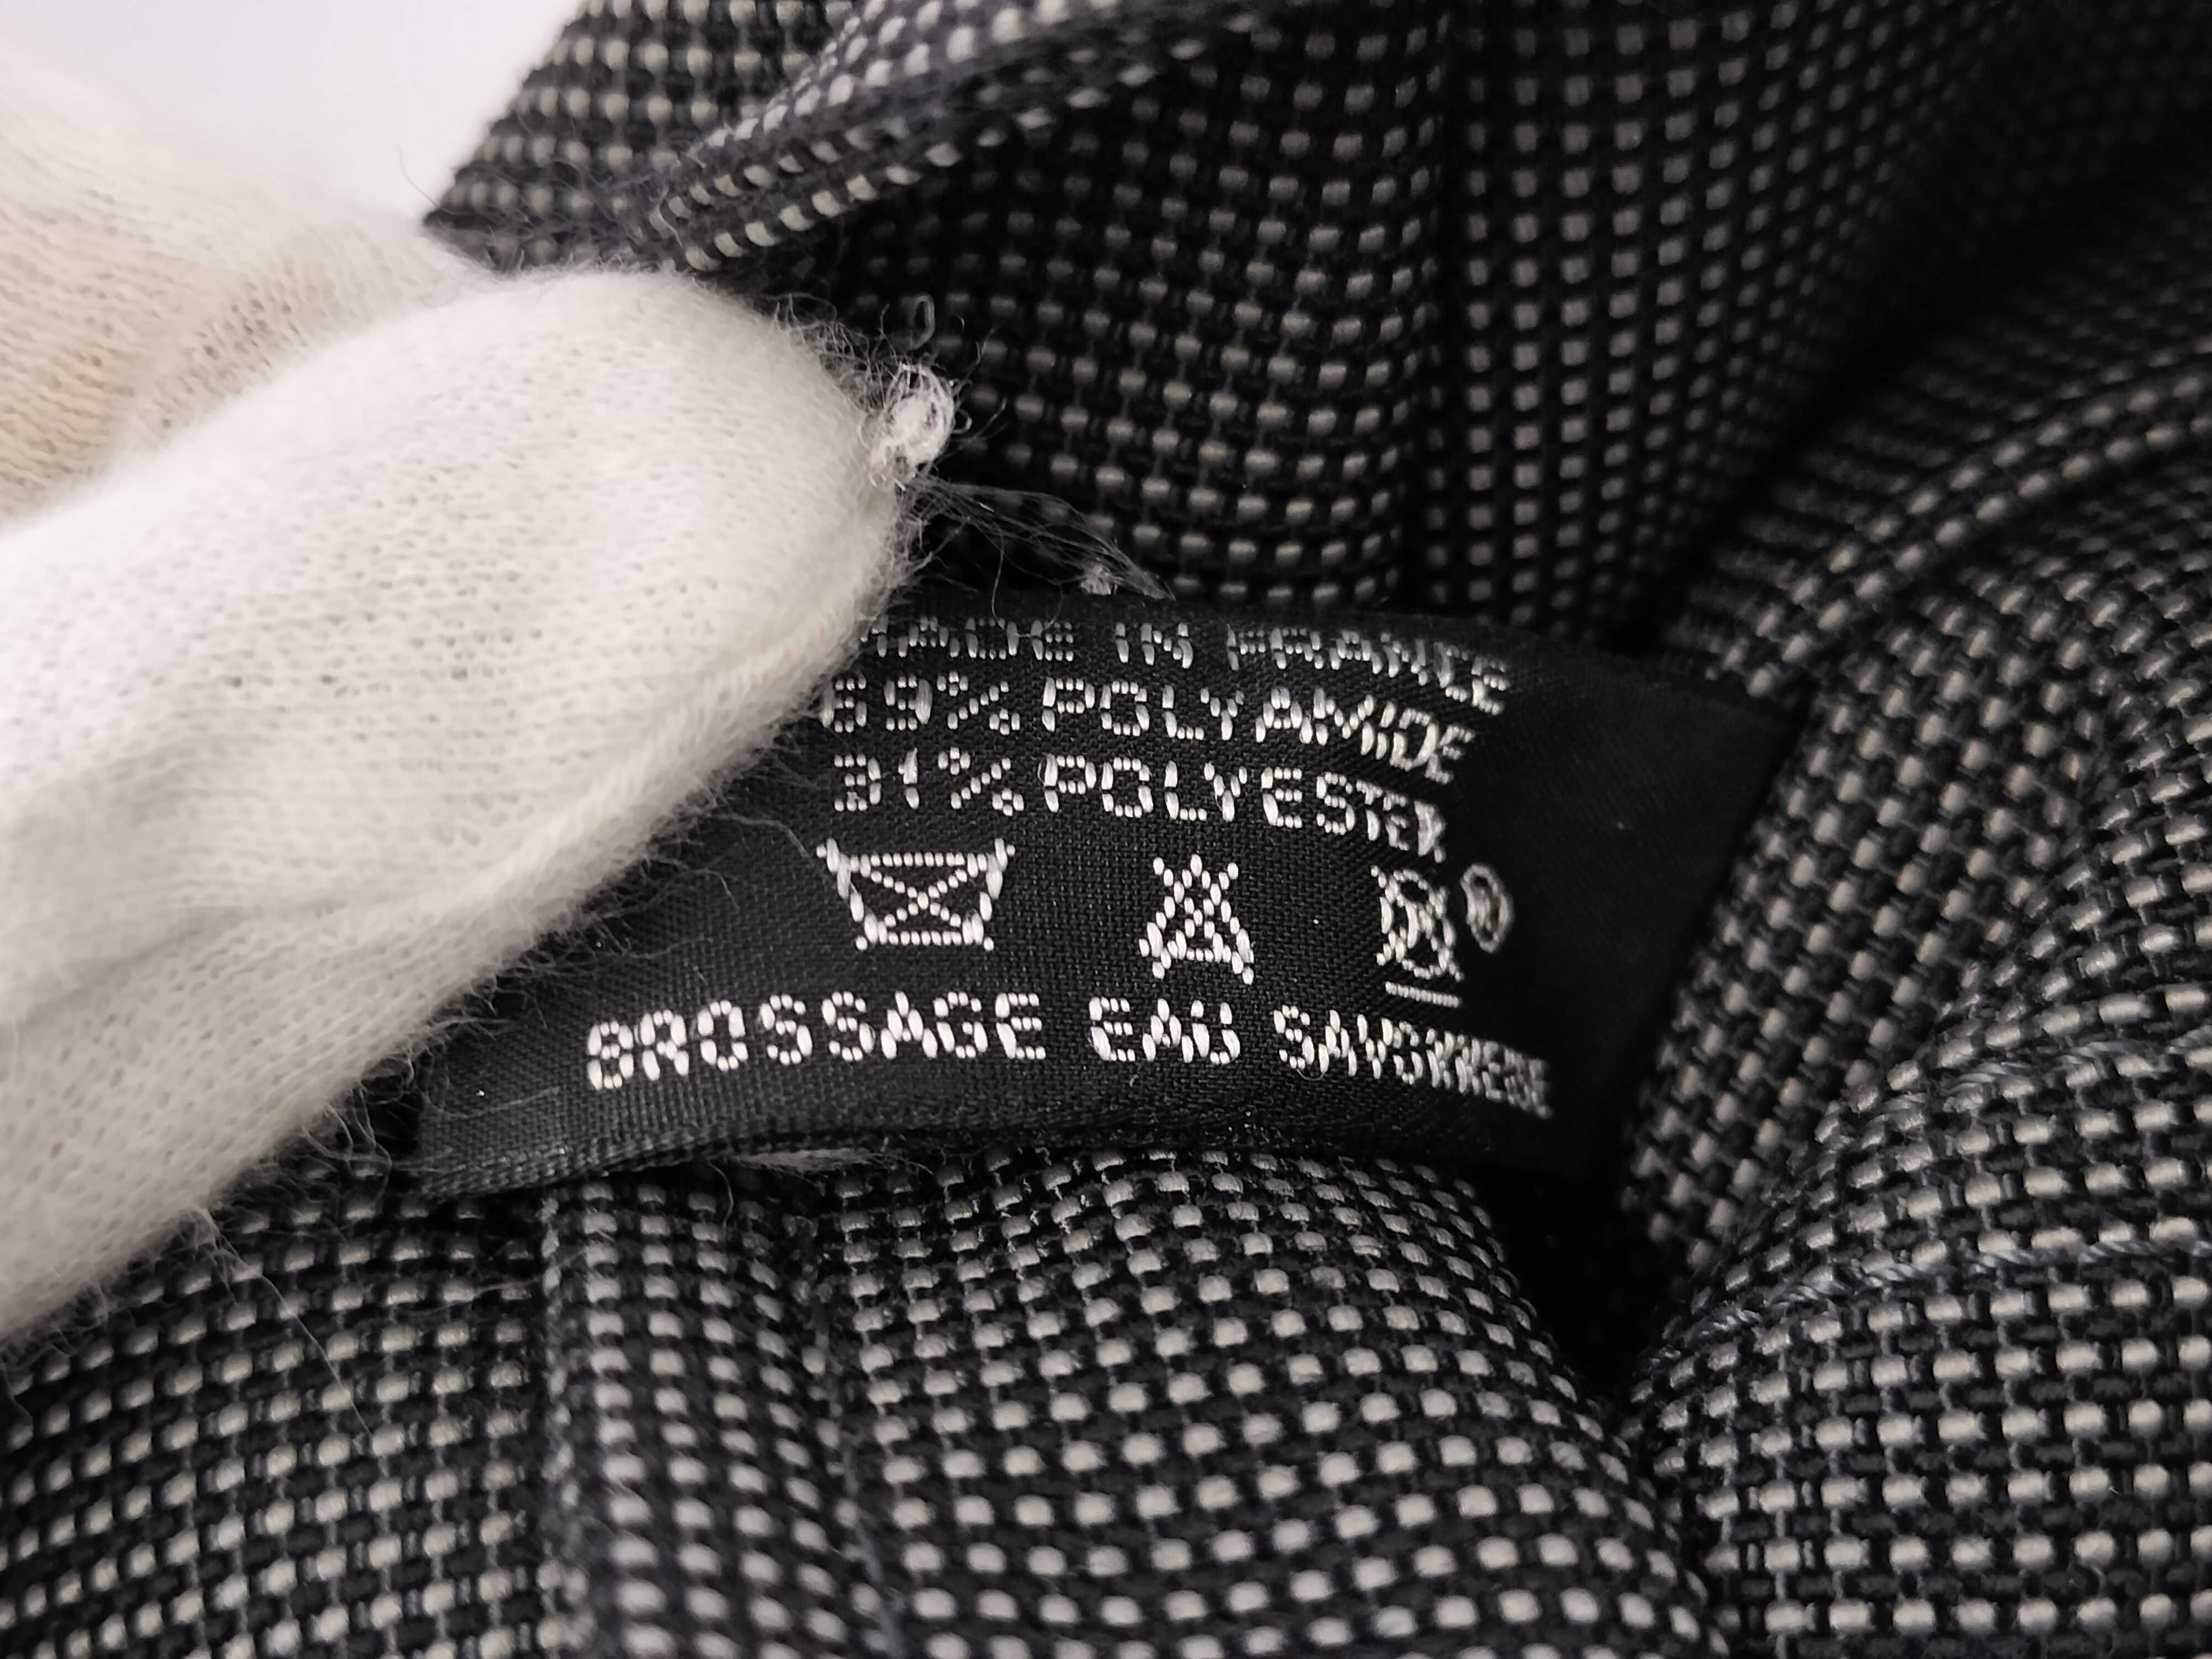 MADE IN FRANCE
69% POLYAMIDE
31% POLYESTER
®
BROSSAGE EAU SAVONNEUSE